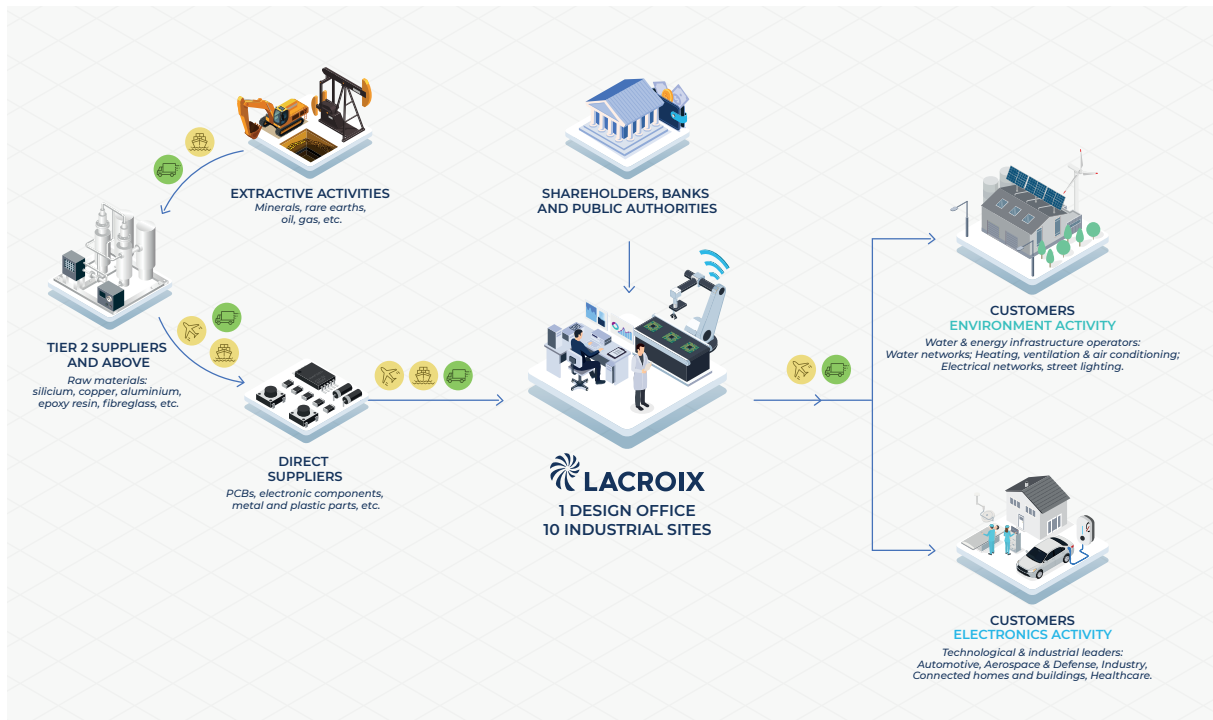 EXTRACTIVE ACTIVITIES
Minerals, rare earths,
oil, gas, etc.
SHAREHOLDERS, BANKS
AND PUBLIC AUTHORITIES
TIER 2 SUPPLIERS
AND ABOVE
Raw materials:
silicium, copper, aluminium,
epoxy resin, fibreglass, etc.
DIRECT
SUPPLIERS
PCBs, electronic components,
metal and plastic parts, etc.
LACROIX
1 DESIGN OFFICE
10 INDUSTRIAL SITES
CUSTOMERS
ENVIRONMENT ACTIVITY
Water & energy infrastructure operators:
Water networks; Heating, ventilation & air conditioning;
Electrical networks, street lighting.
CUSTOMERS
ELECTRONICS ACTIVITY
Technological & industrial leaders:
Automotive, Aerospace & Defense, Industry,
Connected homes and buildings, Healthcare.